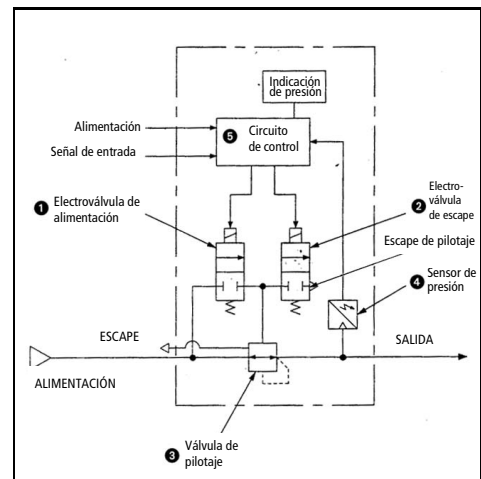 Indicación
de presión
Alimentación
Señal de entrada
5 Circuito
de control
1 Electroválvula de
alimentación
Electro-
válvula
2 de escape
Escape de pilotaje
4 Sensor de
presión
ESCAPE
SALIDA
ALIMENTACIÓN
3 Válvula de
pilotaje